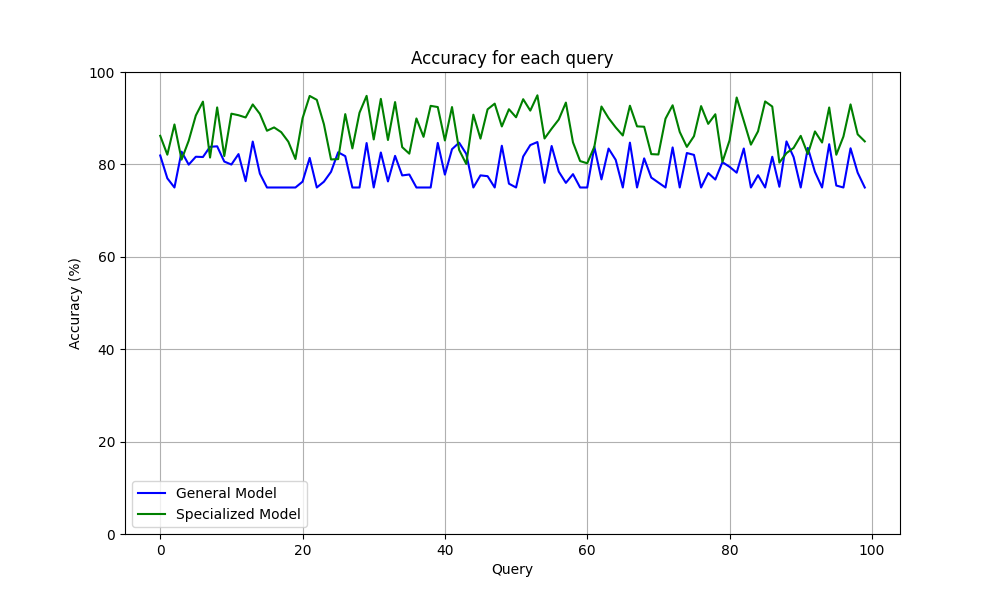 Accuracy for each query
100
80
60
40
20
0
Accuracy (%)
General Model
Specialized Model
0 20 40 60 80 100
Query